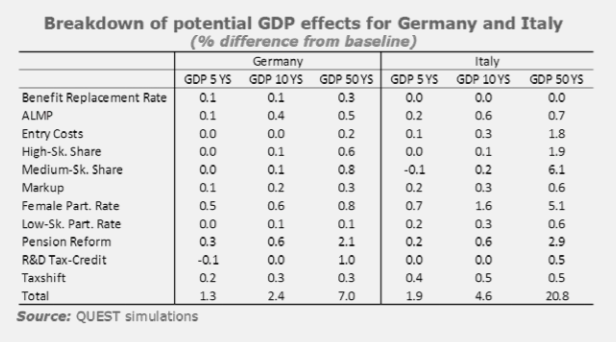 Breakdown of potential GDP effects for Germany and Italy
(% difference from baseline)
Germany Italy
GDP 5 YS GDP 10 YS GDP 50 YS GDP 5 YS GDP 10 YS GDP 50 YS
Benefit Replacement Rate 0.1 0.1 0.3 0.0 0.0 0.0
ALMP 0.1 0.4 0.5 0.2 0.6 0.7
Entry Costs 0.0 0.0 0.2 0.1 0.3 1.8
High-Sk. Share 0.0 0.1 0.6 0.0 0.1 1.9
Medium-Sk. Share 0.0 0.1 0.8 -0.1 0.2 6.1
Markup 0.1 0.2 0.3 0.2 0.3 0.6
Female Part. Rate 0.5 0.6 0.8 0.7 1.6 5.1
Low-Sk. Part. Rate 0.0 0.1 0.1 0.2 0.3 0.6
Pension Reform 0.3 0.6 2.1 0.2 0.6 2.9
R&D Tax-Credit -0.1 0.0 1.0 0.0 0.0 0.5
Taxshift 0.2 0.3 0.3 0.4 0.5 0.5
Total 1.3 2.4 7.0 1.9 4.6 20.8
Source: QUEST simulations